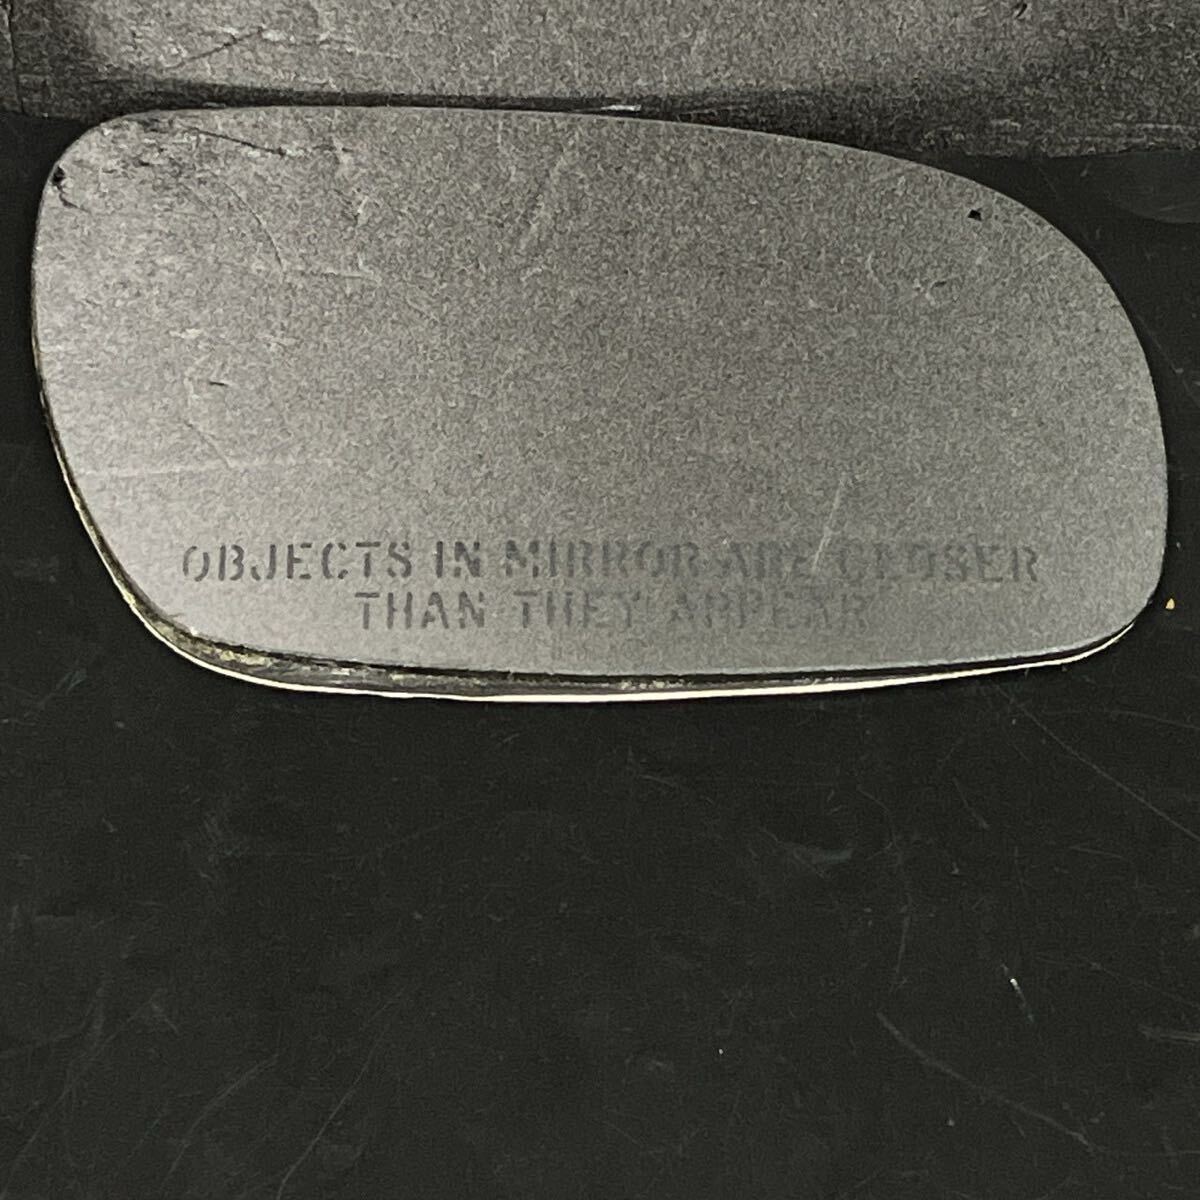 OBJECTS IN MIRROR ARE CLOSER
THAN THEY APPEAR